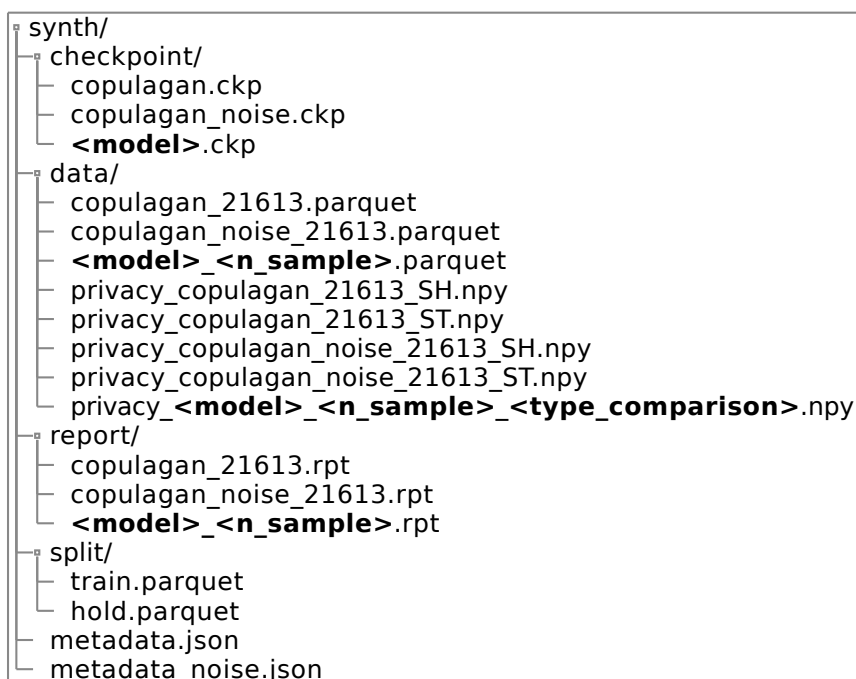 synth/
checkpoint/
copulagan.ckp
copulagan_noise.ckp
<model>.ckp
data/
copulagan_21613.parquet
copulagan_noise_21613.parquet
<model>_<n_sample>.parquet
privacy_copulagan_21613_SH.npy
privacy_copulagan_21613_ST.npy
privacy_copulagan_noise_21613_SH.npy
privacy_copulagan_noise_21613_ST.npy
privacy_<model>_<n_sample>_<type_comparison>.npy
report/
copulagan_21613.rpt
copulagan_noise_21613.rpt
<model>_<n_sample>.rpt
split/
train.parquet
hold.parquet
metadata.json
metadata_noise.json